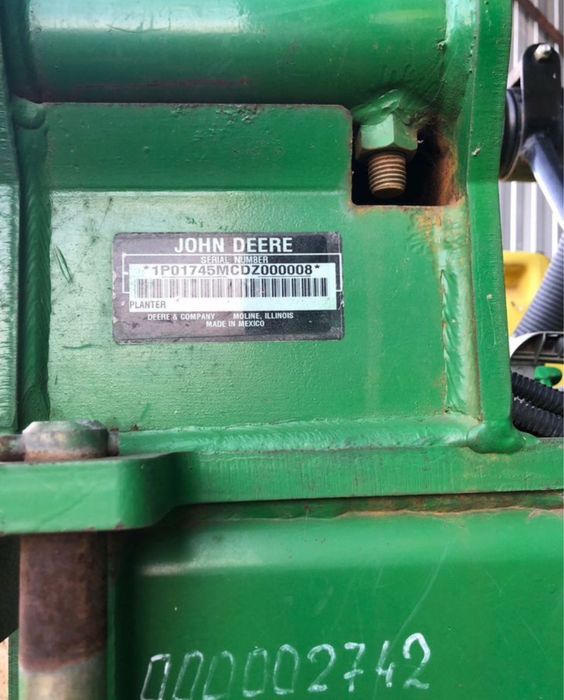 JOHN DEERE
SERIAL NUMBER
*1P01745MCDZ000008*
PLANTER
DEERE & COMPANY MOLINE, ILLINOIS
MADE IN MEXICO
000002742